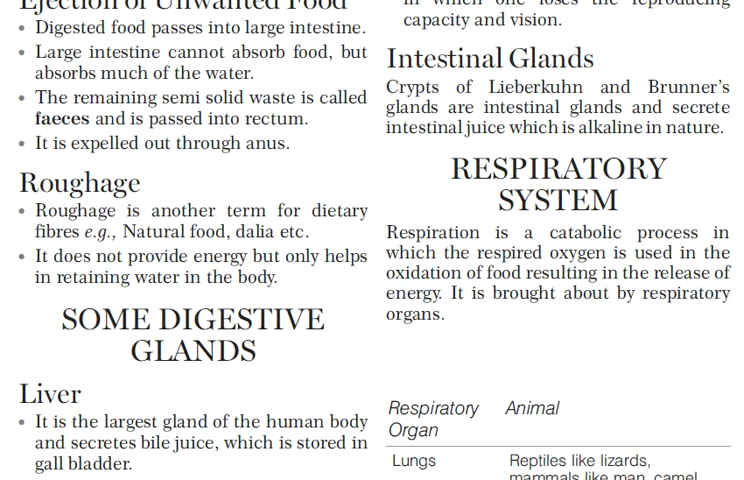 Ejection of Unwanted Food
• Digested food passes into large intestine.
• Large intestine cannot absorb food, but
absorbs much of the water.
• The remaining semi solid waste is called
faeces and is passed into rectum.
• It is expelled out through anus.
Roughage
• Roughage is another term for dietary
fibres e.g., Natural food, dalia etc.
• It does not provide energy but only helps
in retaining water in the body.
SOME DIGESTIVE
GLANDS
Liver
• It is the largest gland of the human body
and secretes bile juice, which is stored in
gall bladder.
in which one loses the reproducing
capacity and vision.
Intestinal Glands
Crypts of Lieberkuhn and Brunner's
glands are intestinal glands and secrete
intestinal juice which is alkaline in nature.
RESPIRATORY
SYSTEM
Respiration is a catabolic process in
which the respired oxygen is used in the
oxidation of food resulting in the release of
energy. It is brought about by respiratory
organs.
Respiratory Animal
Organ
Lungs Reptiles like lizards,
mammals like man, camel